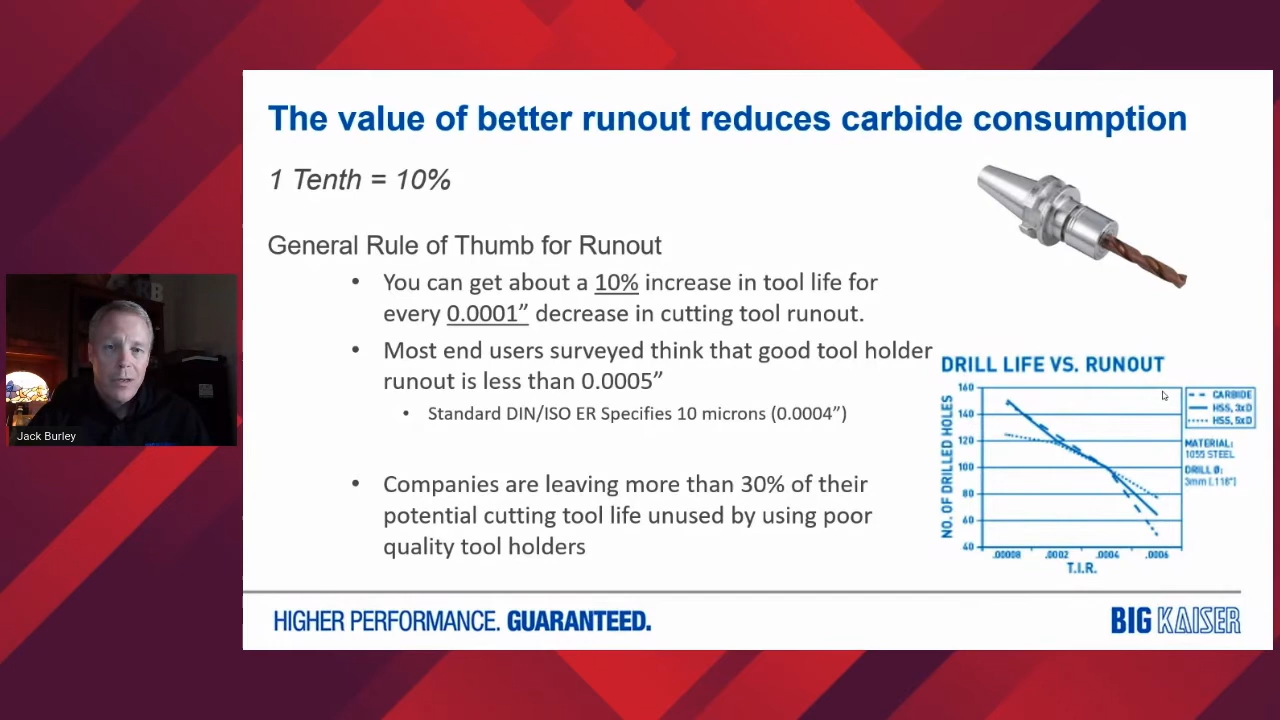 The value of better runout reduces carbide consumption
1 Tenth = 10%
General Rule of Thumb for Runout
• You can get about a 10% increase in tool life for
every 0.0001” decrease in cutting tool runout.
• Most end users surveyed think that good tool holder
runout is less than 0.0005”
• Standard DIN/ISO ER Specifies 10 microns (0.0004”)
• Companies are leaving more than 30% of their
potential cutting tool life unused by using poor
quality tool holders
DRILL LIFE VS. RUNOUT
NO. OF DRILLED HOLES
160
140
120
100
80
60
40
.00008 .0002 .0004 .0006
T.I.R.
CARBIDE
HSS, 3xD
HSS, 5xD
MATERIAL:
1055 STEEL
DRILL Ø:
3mm (.118")
Jack Burley
HIGHER PERFORMANCE. GUARANTEED.
BIG KAISER